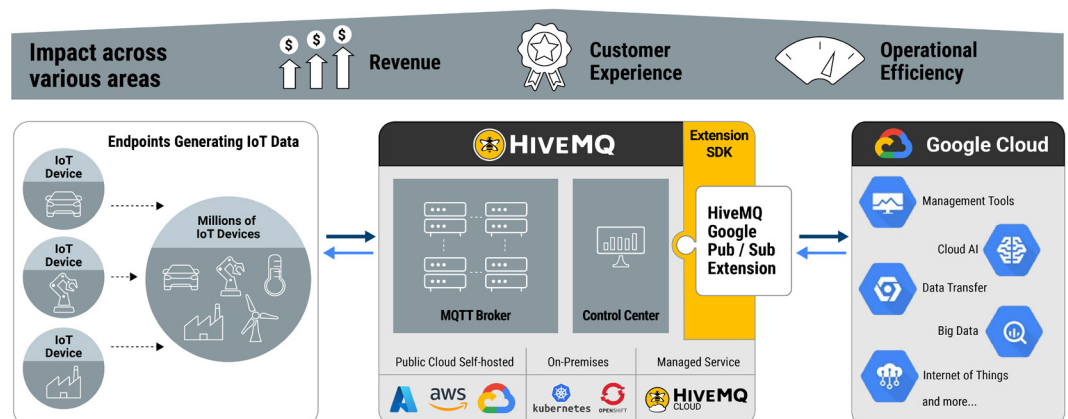 Impact across
various areas
$ $ $
Revenue
Customer
Experience
Operational
Efficiency
Endpoints Generating IoT Data
IoT
Device
IoT
Device
IoT
Device
Millions of
IoT Devices
HIVEMQ
Extension
SDK
MQTT Broker
Control Center
HiveMQ
Google
Pub / Sub
Extension
Public Cloud Self-hosted
On-Premises
Managed Service
aws
kubernetes
OPENSHIFT
HIVEMQ
CLOUD
Google Cloud
Management Tools
Cloud AI
Data Transfer
Big Data
Internet of Things
and more...